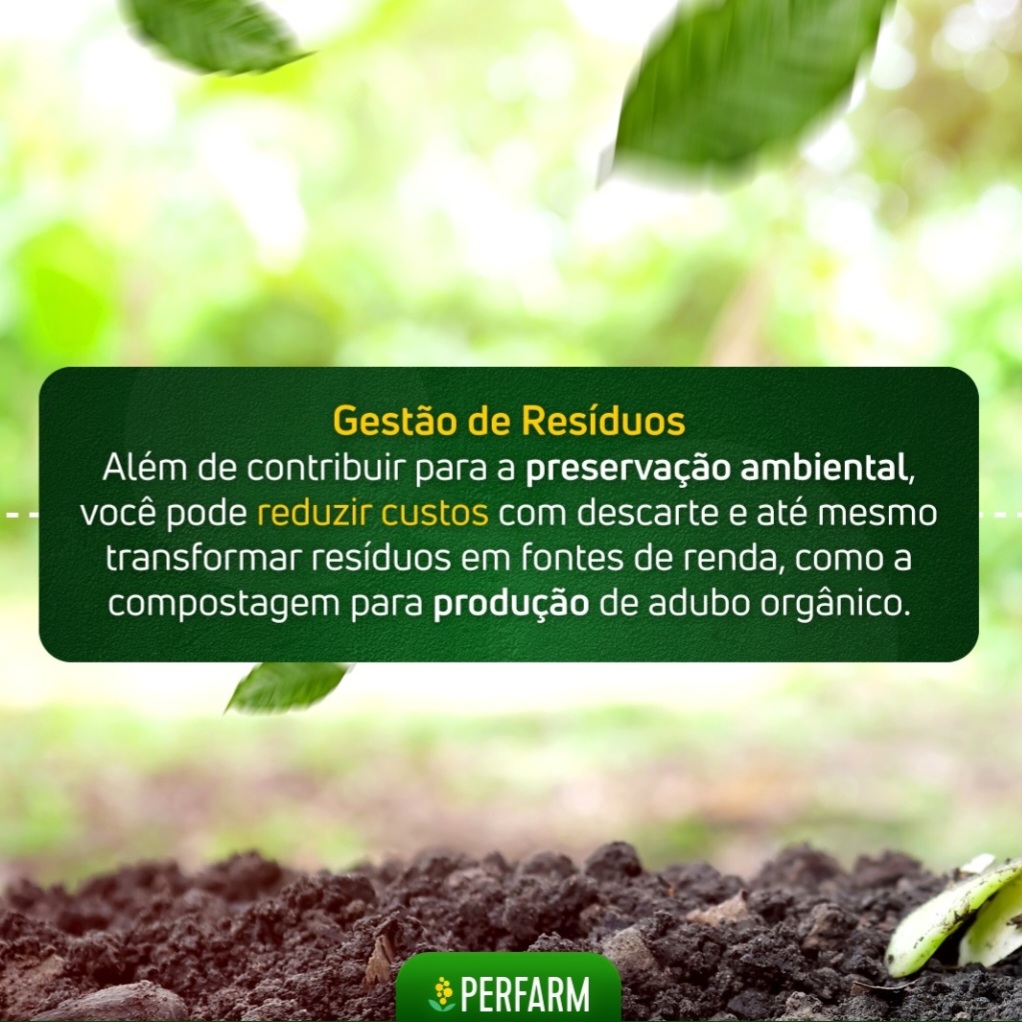 Gestão de Resíduos
Além de contribuir para a preservação ambiental,
você pode reduzir custos com descarte e até mesmo
transformar resíduos em fontes de renda, como a
compostagem para produção de adubo orgânico.
PERFARM